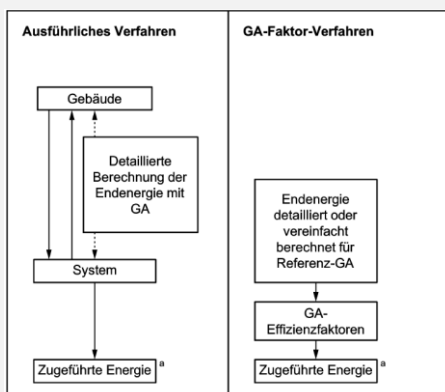 Ausführliches Verfahren
Gebäude
Detaillierte
Berechnung der
Endenergie mit
GA
System
Zugeführte Energie a
GA-Faktor-Verfahren
Endenergie
detailliert oder
vereinfacht
berechnet für
Referenz-GA
GA-
Effizienzfaktoren
Zugeführte Energie a